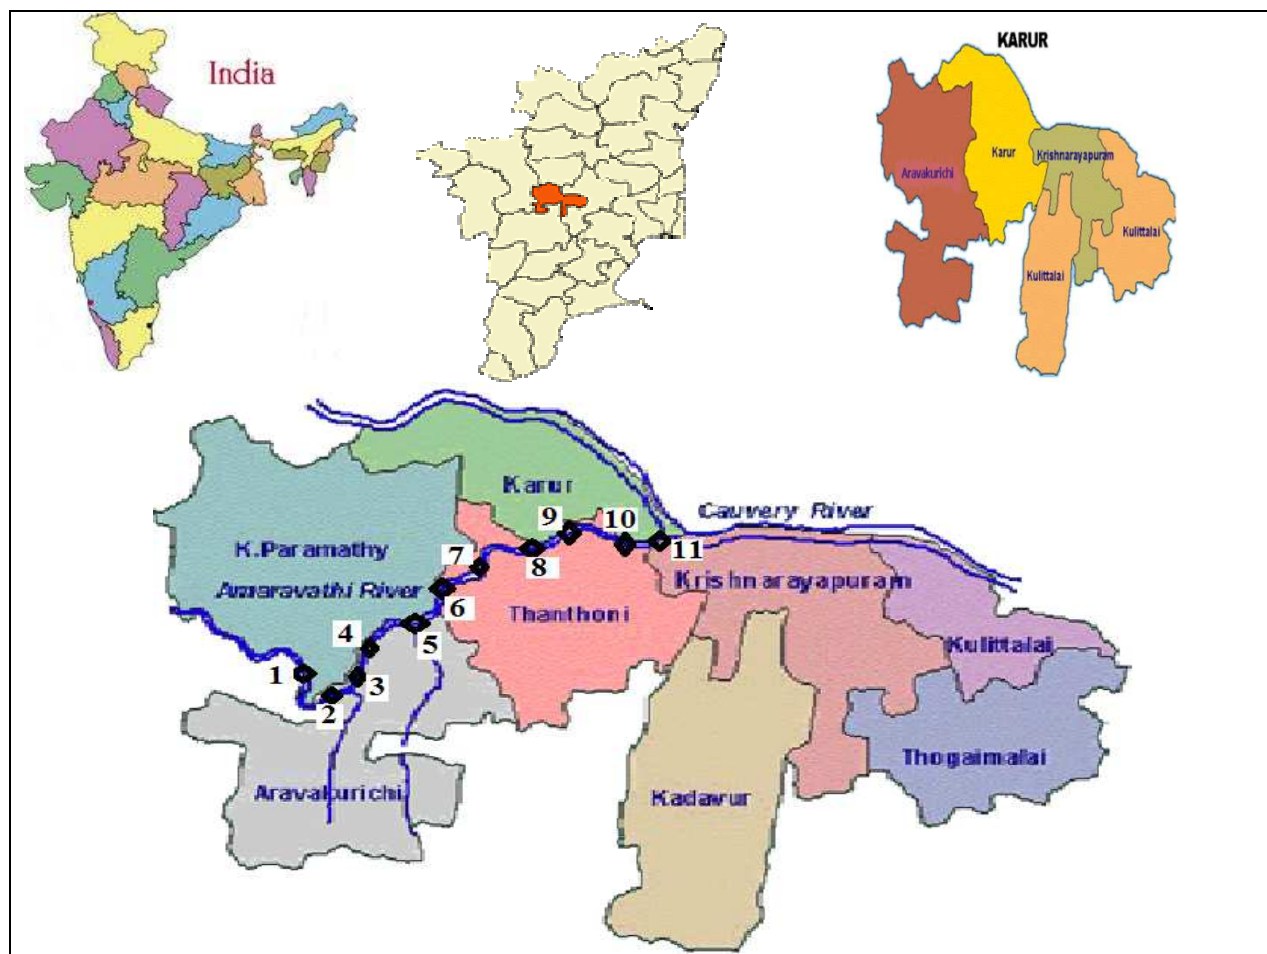 India
KARUR
Aravakurichi
Karur
Krishnarayapuram
Kulittalai
Kulittalai
Karur
Cauvery River
K.Paramathy
Amaravathi River
Thanthoni
Krishnarayapuram
Kulittalai
Aravakurichi
Kadavur
Thogaimalai
1
2
3
4
5
6
7
8
9
10
11